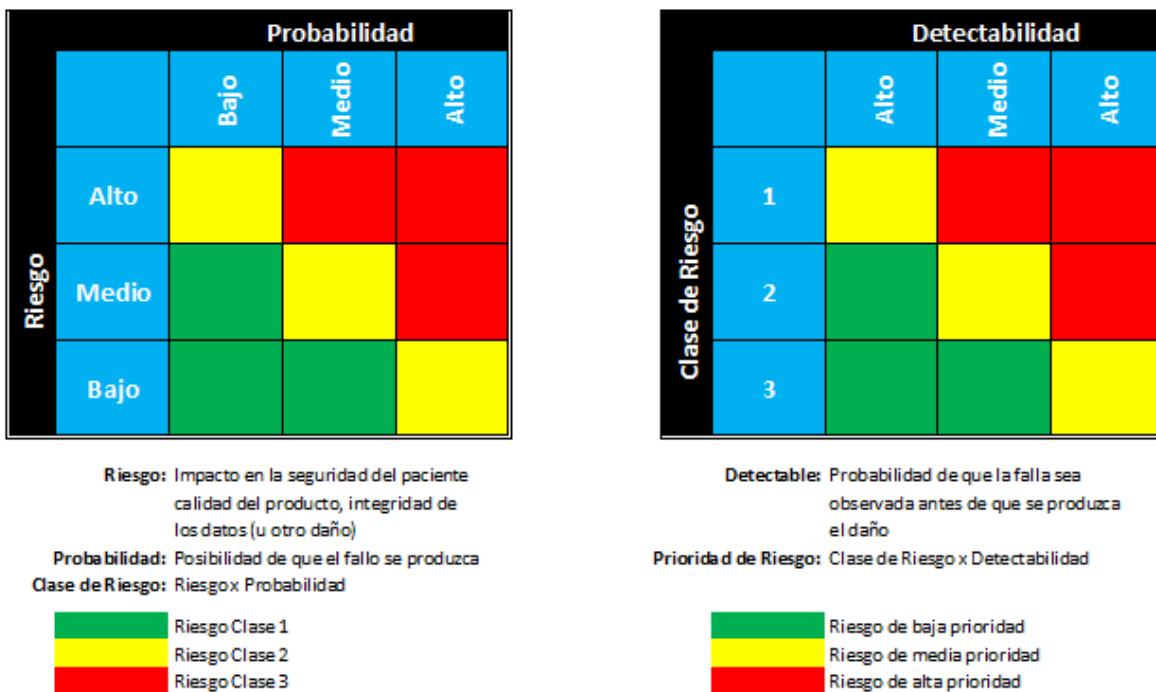 Probabilidad
Bajo
Medio
Alto
Riesgo
Alto
Medio
Bajo
Riesgo: Impacto en la seguridad del paciente
calidad del producto, integridad de
los datos (u otro daño)
Probabilidad: Posibilidad de que el fallo se produzca
Clase de Riesgo: Riesgo x Probabilidad
Riesgo Clase 1
Riesgo Clase 2
Riesgo Clase 3
Detectabilidad
Alto
Medio
Alto
Clase de Riesgo
1
2
3
Detectable: Probabilidad de que la falla sea
observada antes de que se produzca
el daño
Prioridad de Riesgo: Clase de Riesgo x Detectabilidad
Riesgo de baja prioridad
Riesgo de media prioridad
Riesgo de alta prioridad